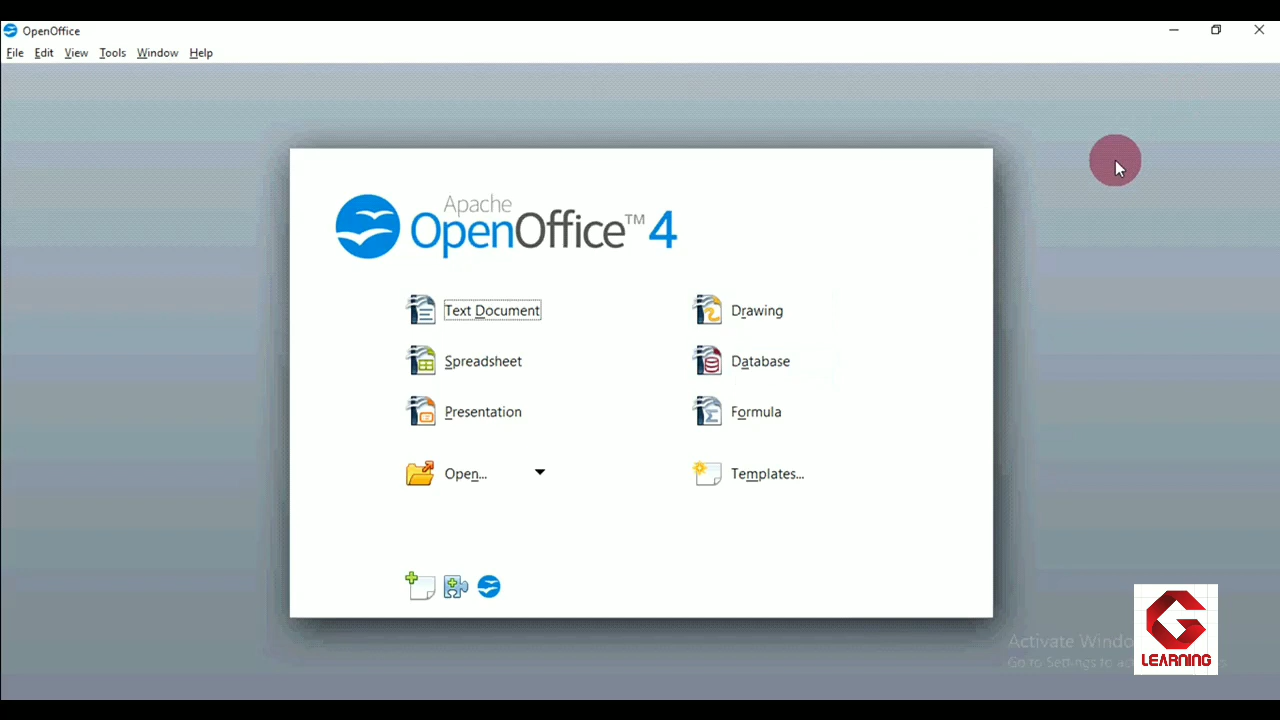 OpenOffice
File Edit View Tools Window Help
Apache
OpenOffice™ 4
Text Document
Drawing
Spreadsheet
Database
Presentation
Formula
Open...
Templates...
Activate Windo
Go to Settings to
LEARNING